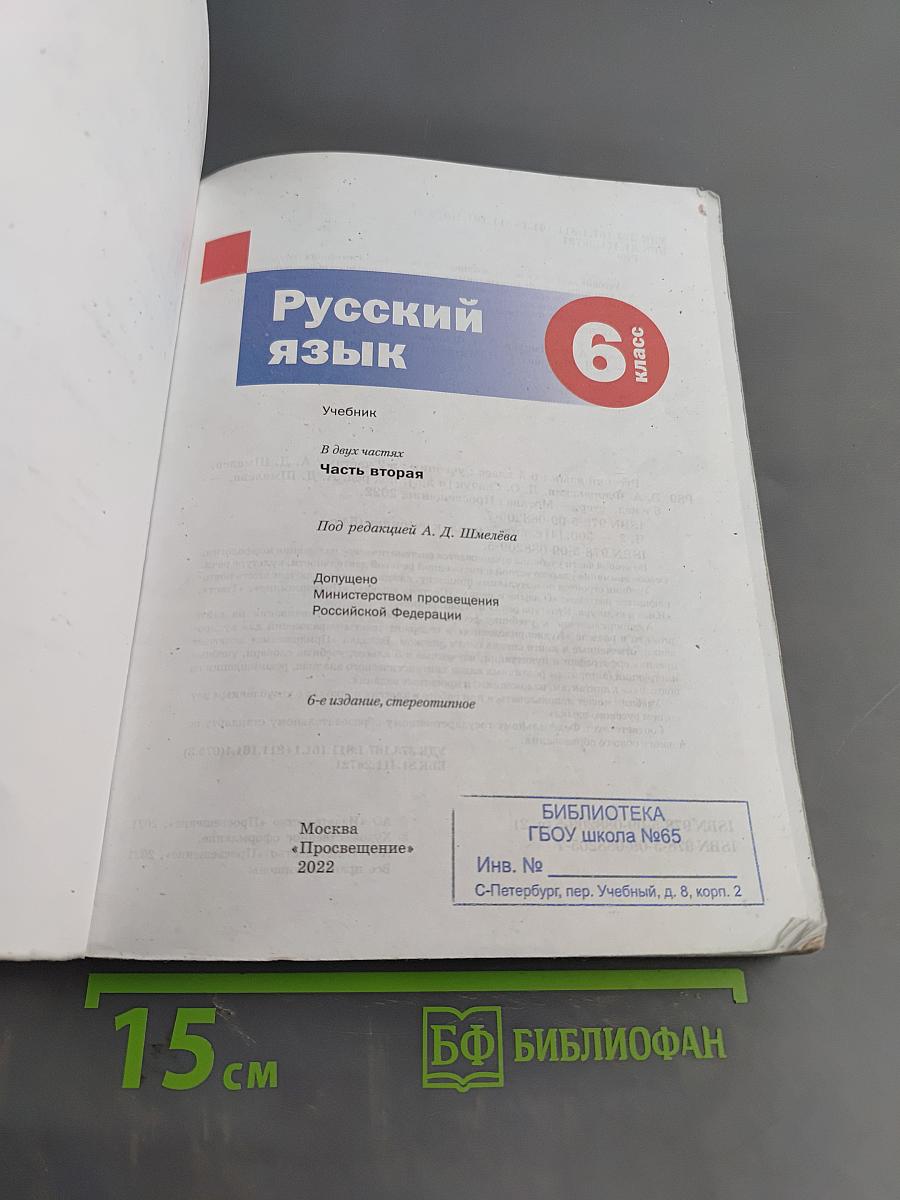 Русский
язык
6
класс
Учебник
В двух частях
Часть вторая
Под редакцией А. Д. Шмелёва
Допущено
Министерством просвещения
Российской Федерации
6-е издание, стереотипное
Москва
«Просвещение»
2022
БИБЛИОТЕКА
ГБОУ школа №65
Инв. №
С-Петербург, пер. Учебный, д. 8, корп. 2
15 см
БФ БИБЛИОФАН